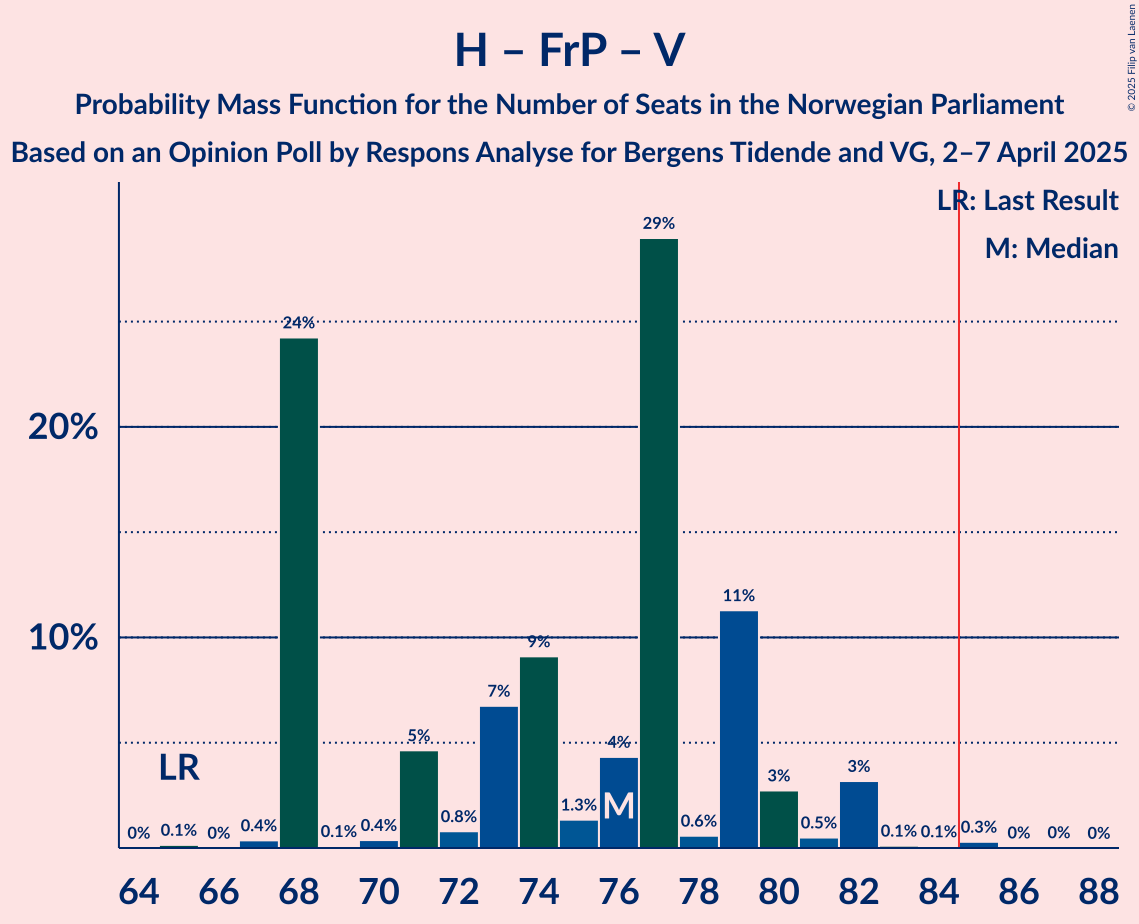 H – FrP – V
Probability Mass Function for the Number of Seats in the Norwegian Parliament
Based on an Opinion Poll by Respons Analyse for Bergens Tidende and VG, 2–7 April 2025
© 2025 Filip van Laenen
LR: Last Result
M: Median
20%
10%
0% 0.1% 0% 0.4% 24% 0.1% 0.4% 5% 0.8% 7% 9% 1.3% 4% 29% 0.6% 11% 3% 0.5% 3% 0.1% 0.1% 0.3% 0% 0% 0%
LR
M
64 66 68 70 72 74 76 78 80 82 84 86 88